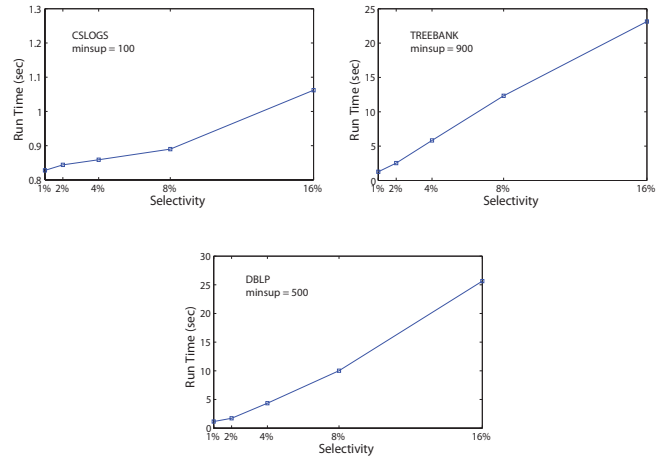 CSLOGS
minsup = 100
1.3
1.2
1.1
1
0.9
0.8
Run Time (sec)
1% 2% 4% 8% 16%
Selectivity
TREEBANK
minsup = 900
25
20
15
10
5
0
Run Time (sec)
1% 2% 4% 8% 16%
Selectivity
DBLP
minsup = 500
30
25
20
15
10
5
0
Run Time (sec)
1% 2% 4% 8% 16%
Selectivity